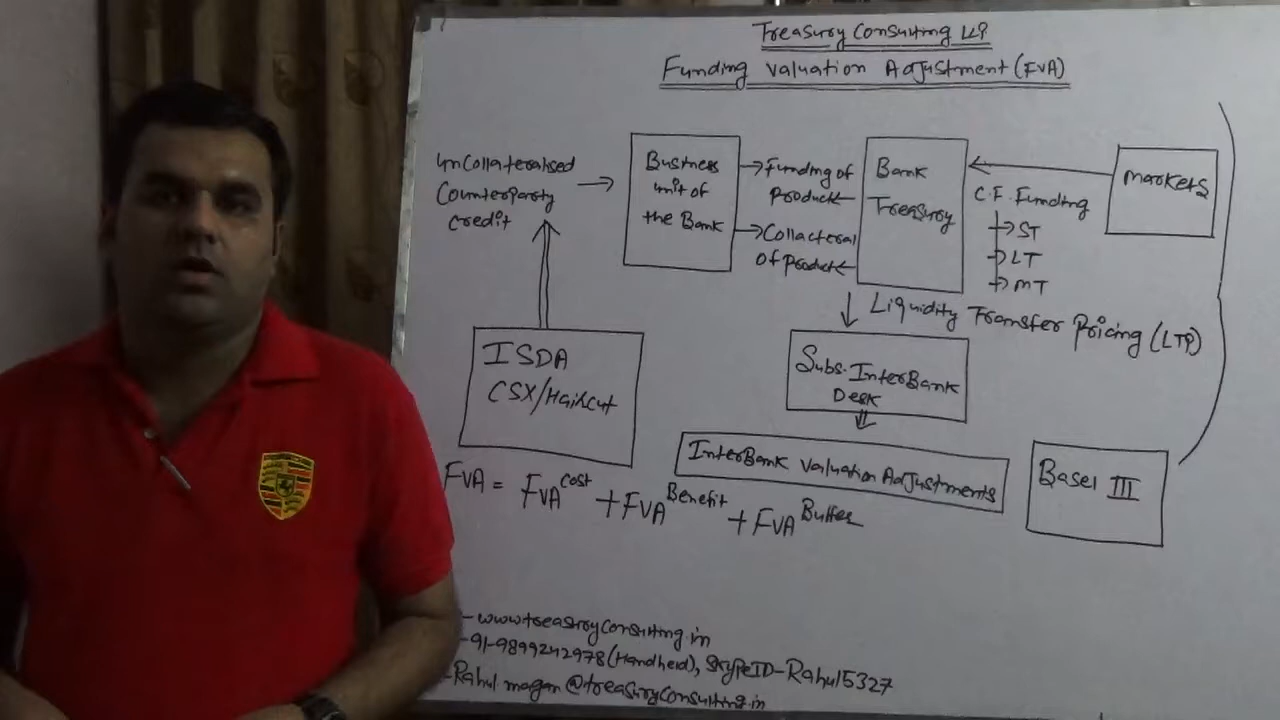 Treasury Consulting LLP
Funding Valuation Adjustment (FVA)
Uncollateralised
Counterparty
Credit
Business
Unit of
the Bank
Funding of
Product
Collacteral
Of Product
Bank
Treasury
C.F. Funding
ST
LT
MT
Markets
Liquidity Transfer Pricing (LTP)
ISDA
CSX/Haircut
Subs. InterBank
Desk
InterBank Valuation Adjustments
Basel III
FVA = FVA Cost + FVA Benefit + FVA Buffer
-www.treasuryconsulting.in
-91-9899242978 (Handheld), SkypeID-Rahul5327
-Rahul magan@treasuryconsulting.in